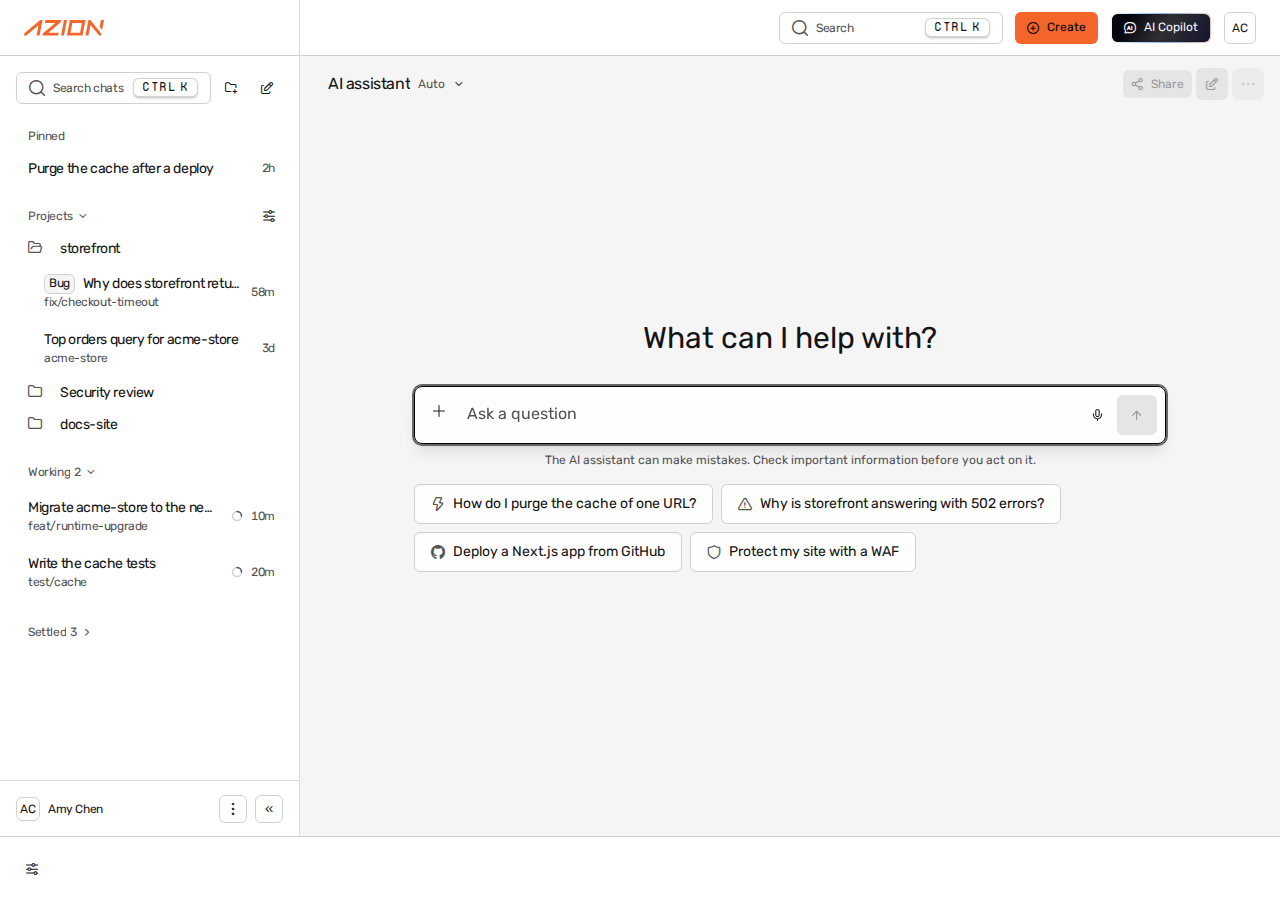 AZION
Search CTRL K
Create
AI Copilot
AC
Search chats CTRL K
AI assistant Auto
Share
Pinned
Purge the cache after a deploy 2h
Projects
storefront
Bug Why does storefront retu… 58m
fix/checkout-timeout
Top orders query for acme-store 3d
acme-store
Security review
docs-site
Working 2
Migrate acme-store to the ne… 10m
feat/runtime-upgrade
Write the cache tests 20m
test/cache
Settled 3
What can I help with?
Ask a question
The AI assistant can make mistakes. Check important information before you act on it.
How do I purge the cache of one URL?
Why is storefront answering with 502 errors?
Deploy a Next.js app from GitHub
Protect my site with a WAF
AC Amy Chen